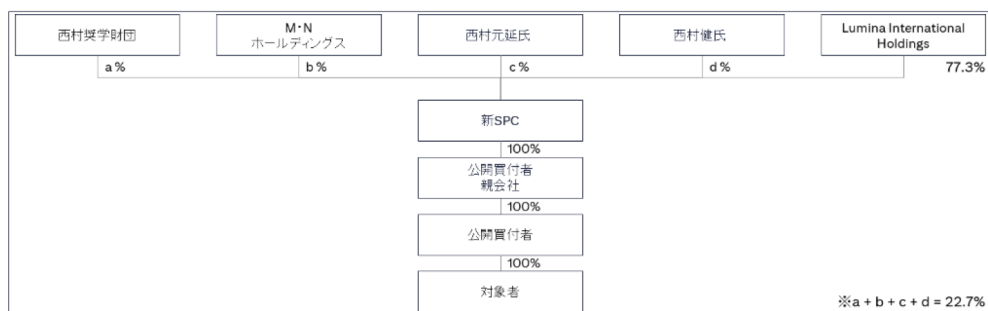 西村奨学財団
M・N
ホールディングス
西村元延氏
西村健氏
Lumina International
Holdings
a %
b %
c %
d %
77.3%
新SPC
100%
公開買付者
親会社
100%
公開買付者
100%
対象者
※a + b + c + d = 22.7%